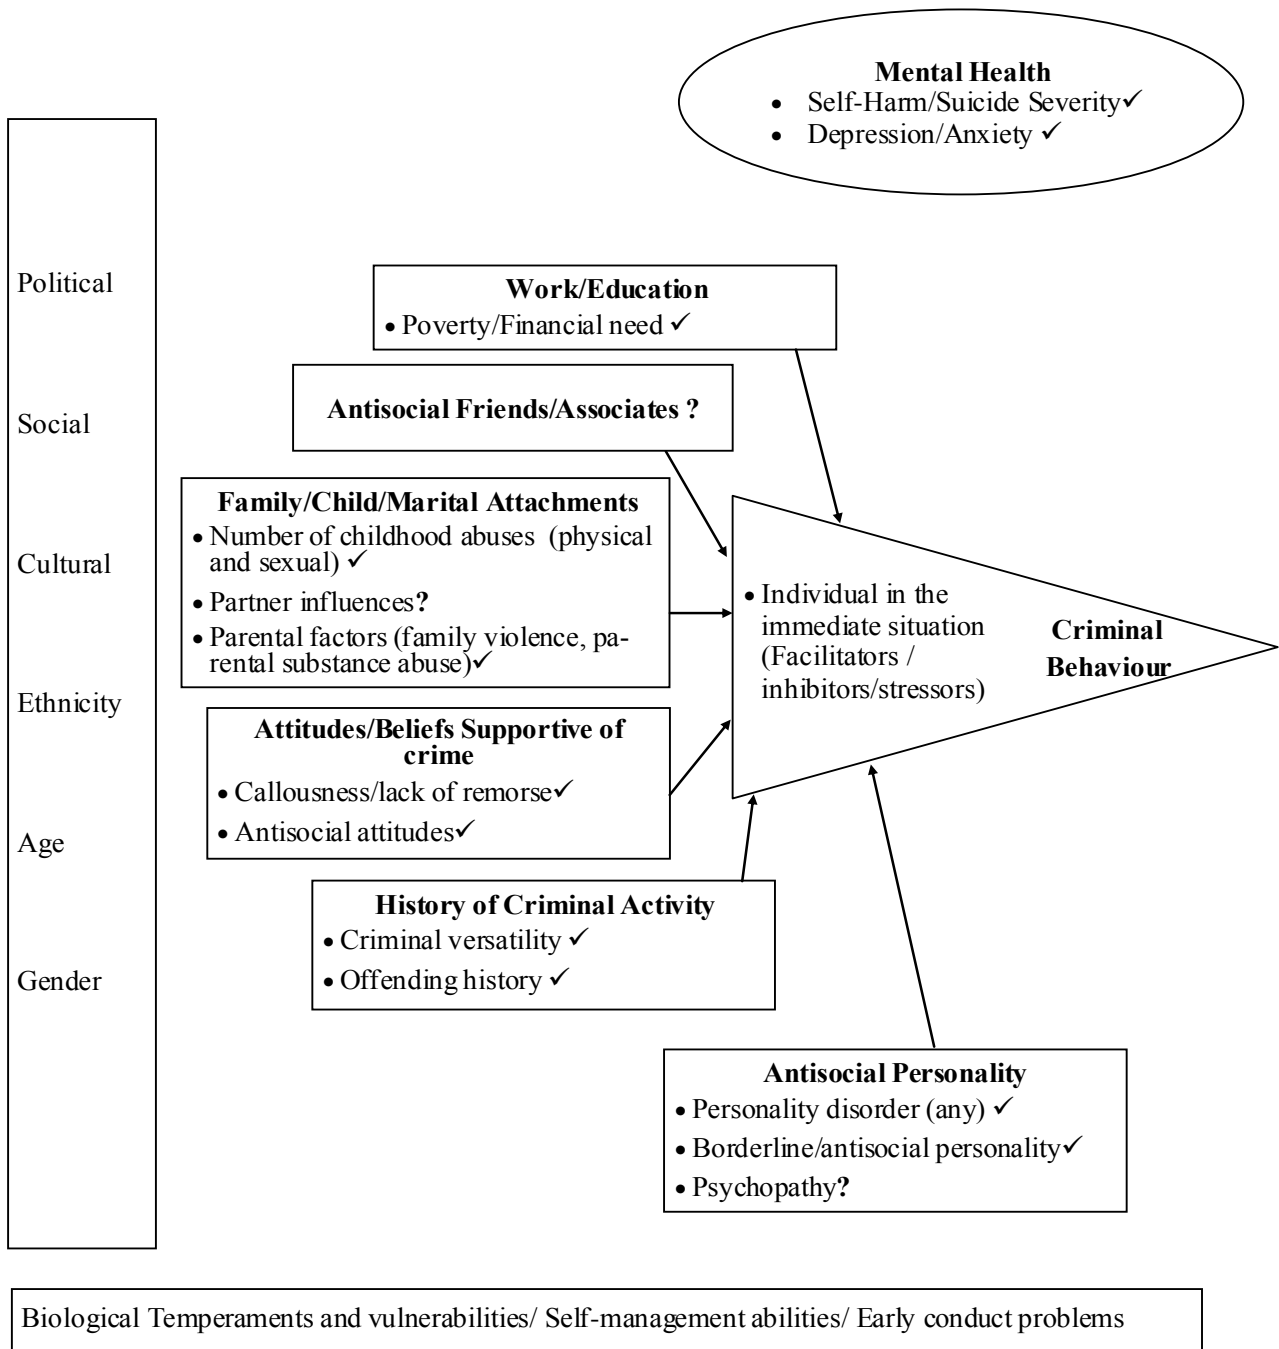 Mental Health
• Self-Harm/Suicide Severity✓
• Depression/Anxiety ✓
Political
Social
Cultural
Ethnicity
Age
Gender
Work/Education
• Poverty/Financial need ✓
Antisocial Friends/Associates ?
Family/Child/Marital Attachments
• Number of childhood abuses (physical
and sexual) ✓
• Partner influences?
• Parental factors (family violence, pa-
rental substance abuse)✓
Attitudes/Beliefs Supportive of
crime
• Callousness/lack of remorse✓
• Antisocial attitudes✓
History of Criminal Activity
• Criminal versatility ✓
• Offending history ✓
• Individual in the
immediate situation
(Facilitators /
inhibitors/stressors)
Criminal
Behaviour
Antisocial Personality
• Personality disorder (any) ✓
• Borderline/antisocial personality✓
• Psychopathy?
Biological Temperaments and vulnerabilities/ Self-management abilities/ Early conduct problems